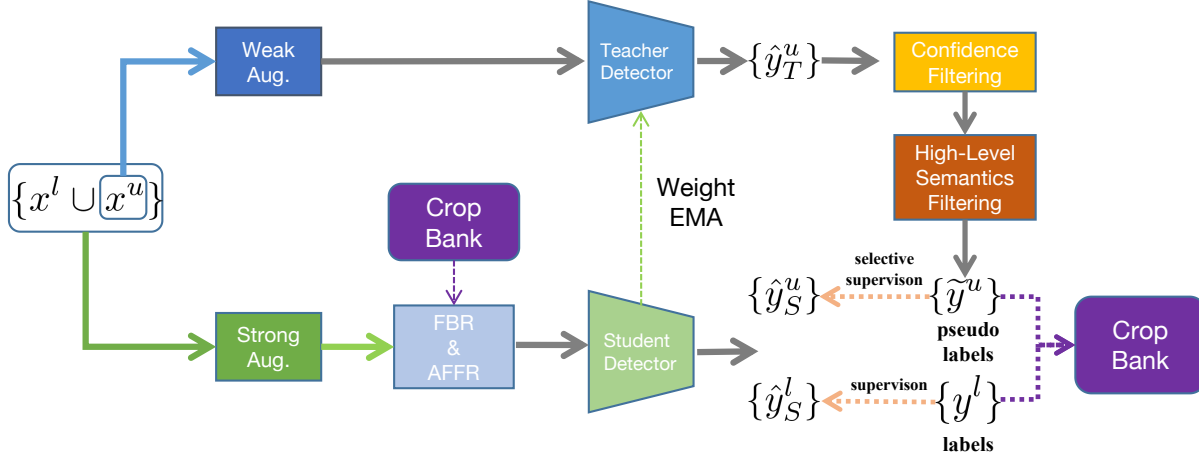 Weak
Aug.
Teacher
Detector
{ŷ_T^u}
Confidence
Filtering
High-Level
Semantics
Filtering
{x^l ∪ x^u}
Crop
Bank
Weight
EMA
Strong
Aug.
FBR
&
AFFR
Student
Detector
{ŷ_S^u}
selective
supervison
{ỹ^u}
pseudo
labels
{ŷ_S^l}
supervison
{y^l}
labels
Crop
Bank